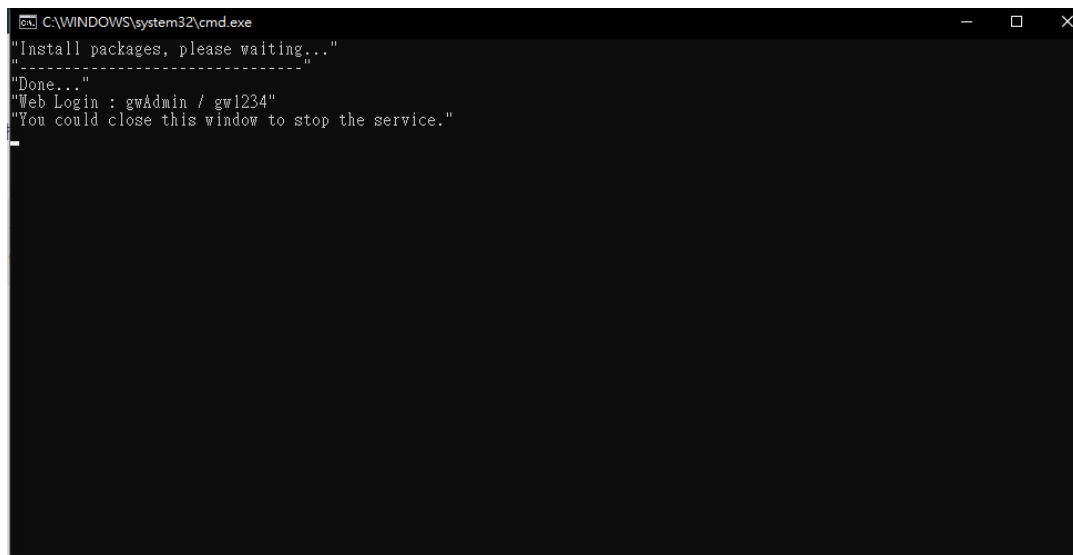 C:\WINDOWS\system32\cmd.exe
"Install packages, please waiting..."
"--------------------------------"
"Done..."
"Web Login : gwAdmin / gw1234"
"You could close this window to stop the service."